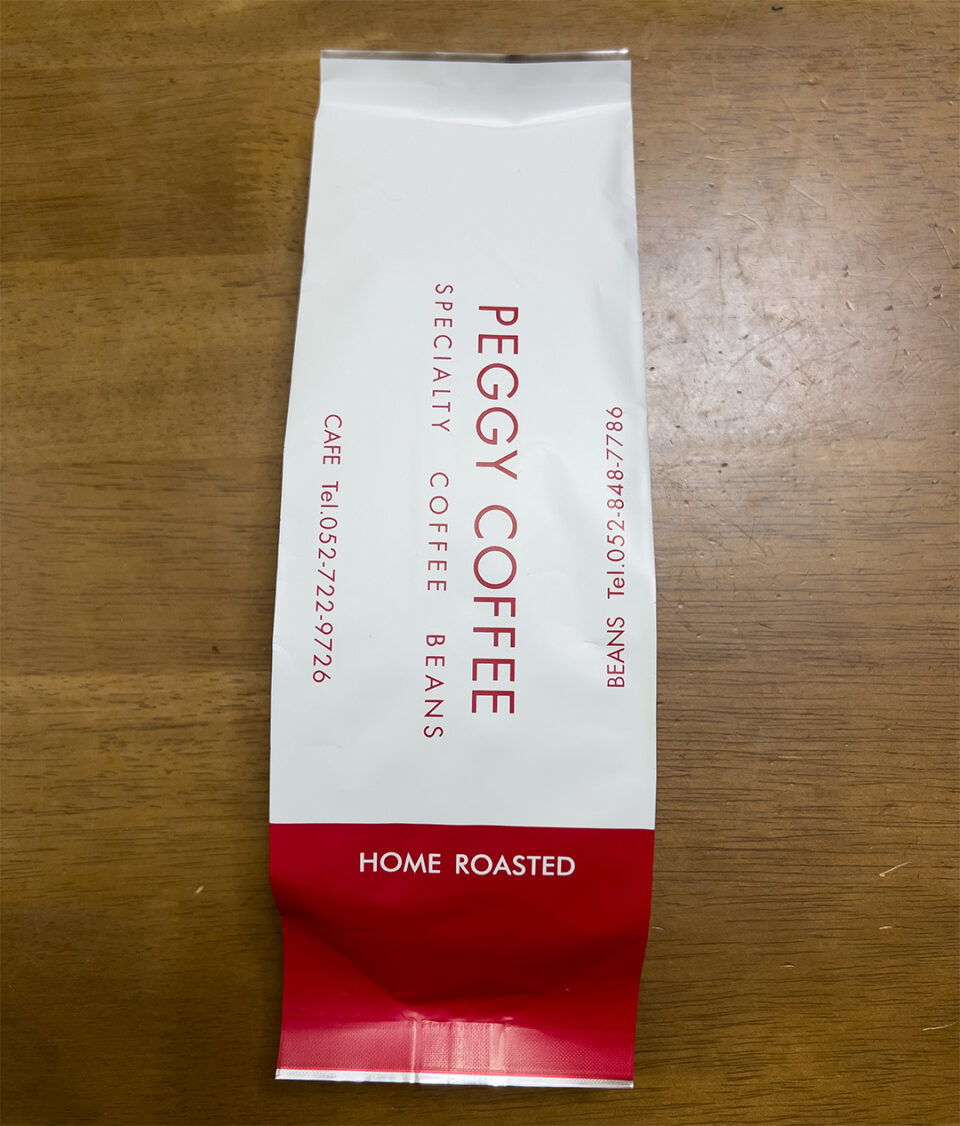 PEGGY COFFEE
SPECIALTY COFFEE BEANS
CAFE Tel.052-722-9726
BEANS Tel.052-848-7786
HOME ROASTED